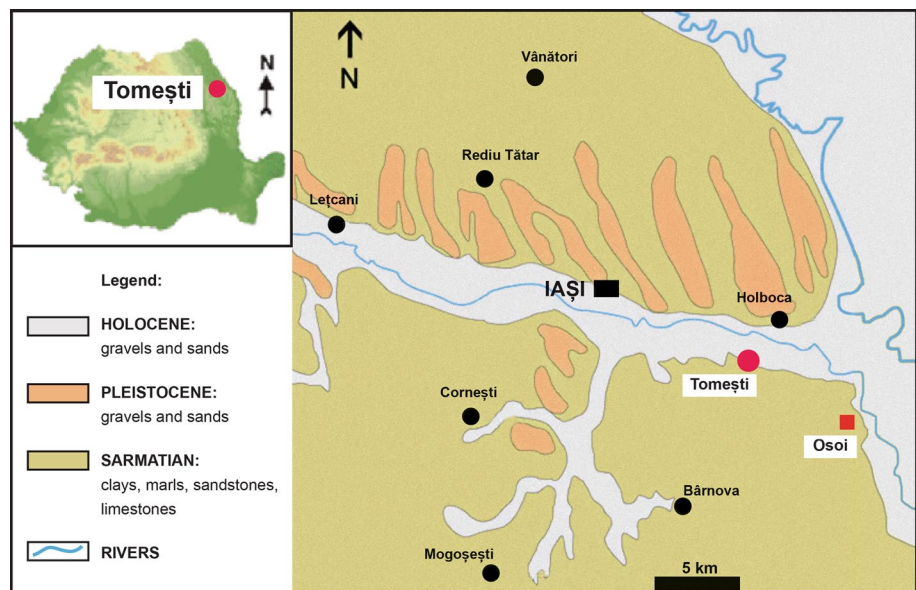 Tomești
N
Legend:
HOLOCENE:
gravels and sands
PLEISTOCENE:
gravels and sands
SARMATIAN:
clays, marls, sandstones,
limestones
RIVERS
N
Vânători
Rediu Tătar
Lețcani
IAȘI
Holboca
Tomești
Cornești
Osoi
Bârnova
Mogoșești
5 km